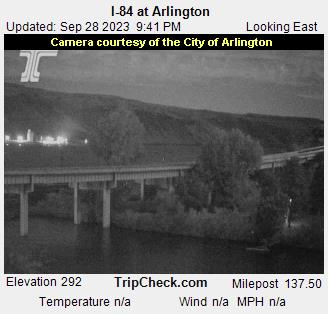 I-84 at Arlington
Updated: Sep 28 2023 9:41 PM Looking East
Camera courtesy of the City of Arlington
Elevation 292 TripCheck.com Milepost 137.50
Temperature n/a Wind n/a MPH n/a